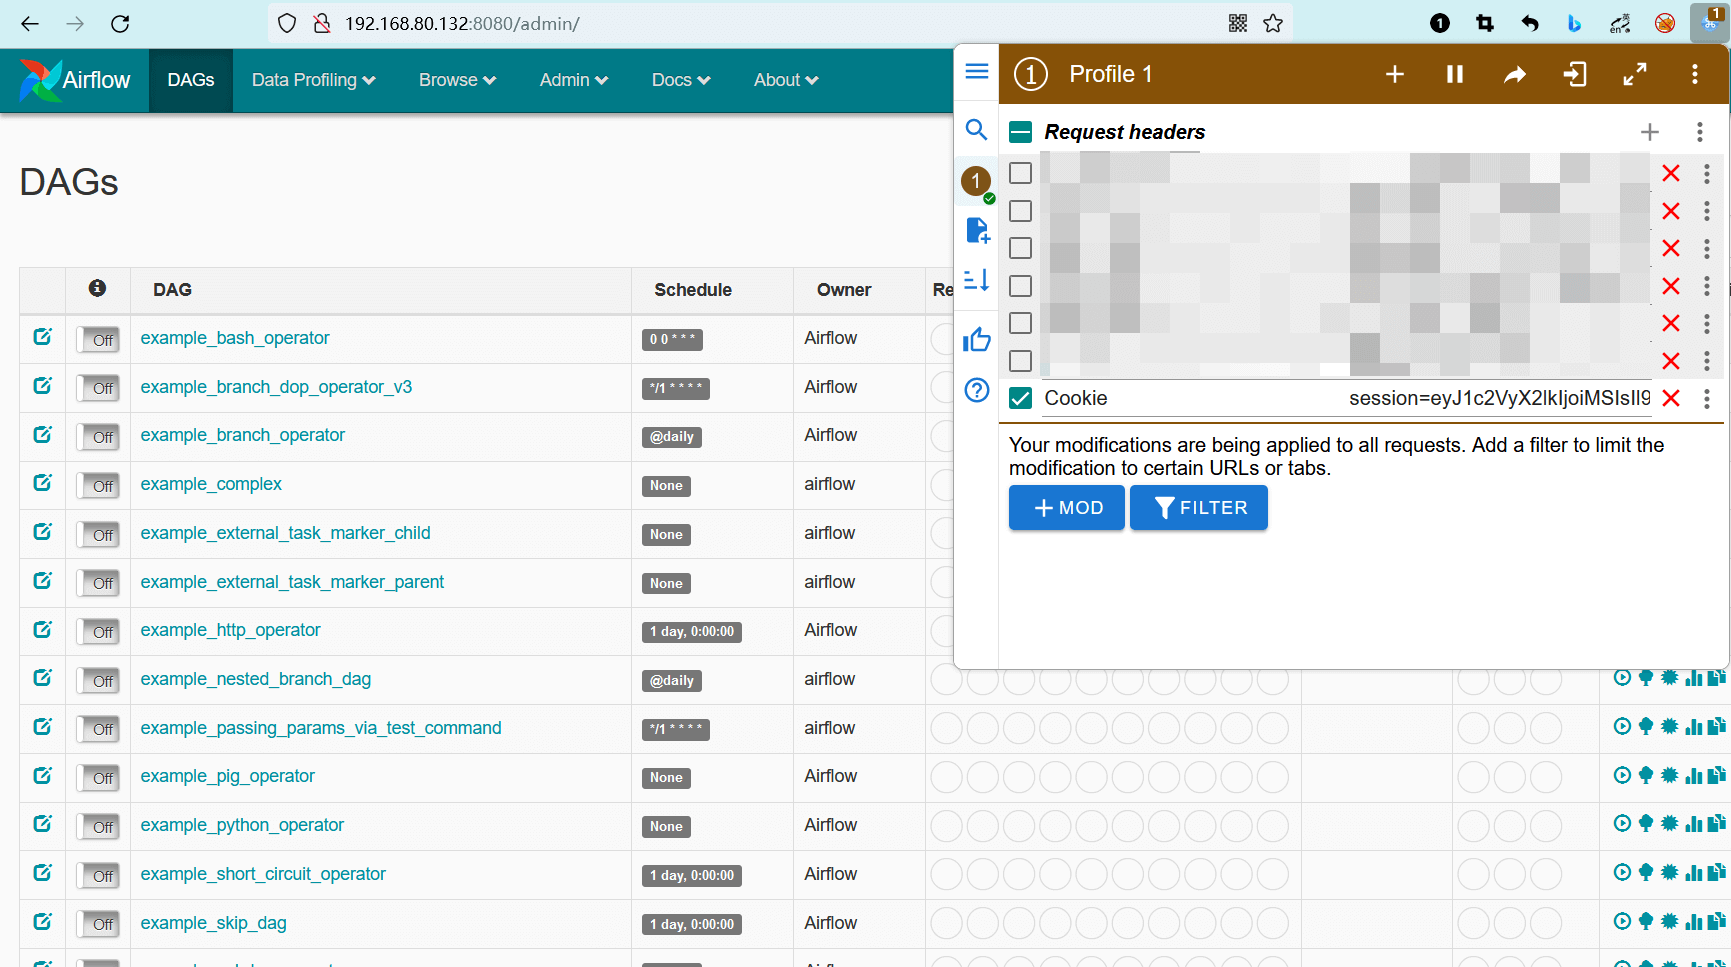 192.168.80.132:8080/admin/
1
en 英
1
Airflow
DAGs
Data Profiling
Browse
Admin
Docs
About
1
Profile 1
Request headers
1
Cookie
session=eyJ1c2VyX2lkIjoiMSIsIl9
Your modifications are being applied to all requests. Add a filter to limit the
modification to certain URLs or tabs.
MOD
FILTER
DAGs
DAG
Schedule
Owner
Re
Off
example_bash_operator
0 0 * * *
Airflow
Off
example_branch_dop_operator_v3
*/1 * * * *
Airflow
Off
example_branch_operator
@daily
Airflow
Off
example_complex
None
airflow
Off
example_external_task_marker_child
None
airflow
Off
example_external_task_marker_parent
None
airflow
Off
example_http_operator
1 day, 0:00:00
Airflow
Off
example_nested_branch_dag
@daily
airflow
Off
example_passing_params_via_test_command
*/1 * * * *
airflow
Off
example_pig_operator
None
Airflow
Off
example_python_operator
None
Airflow
Off
example_short_circuit_operator
1 day, 0:00:00
Airflow
Off
example_skip_dag
1 day, 0:00:00
Airflow